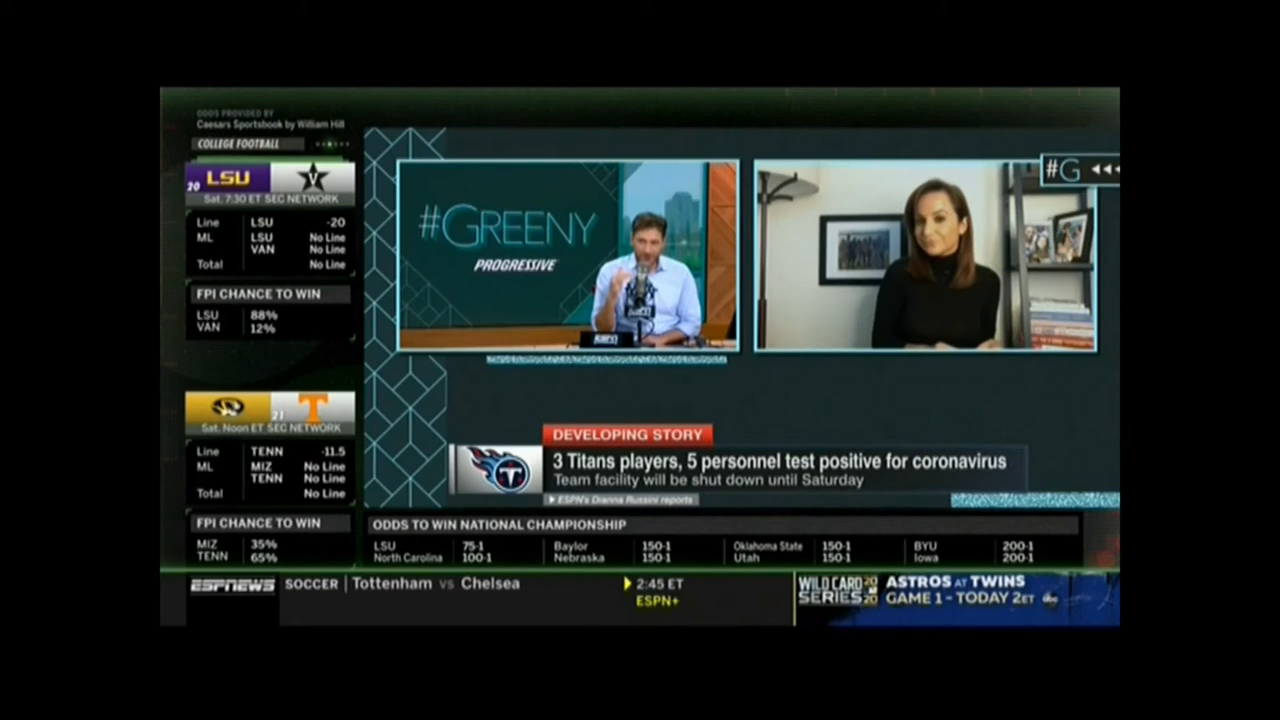 ODDS PROVIDED BY
Caesars Sportsbook by William Hill
COLLEGE FOOTBALL
20 LSU V
Sat. 7:30 ET SEC NETWORK
Line LSU -20
ML LSU No Line
VAN No Line
Total No Line
FPI CHANCE TO WIN
LSU 88%
VAN 12%
21 T
Sat. Noon ET SEC NETWORK
Line TENN -11.5
ML MIZ No Line
TENN No Line
Total No Line
FPI CHANCE TO WIN
MIZ 35%
TENN 65%
#GREENY
PROGRESSIVE
#G
DEVELOPING STORY
T
3 Titans players, 5 personnel test positive for coronavirus
Team facility will be shut down until Saturday
ESPN's Dianna Russini reports
ODDS TO WIN NATIONAL CHAMPIONSHIP
LSU 75-1 Baylor 150-1 Oklahoma State 150-1 BYU 200-1
North Carolina 100-1 Nebraska 150-1 Utah 150-1 Iowa 200-1
ESPNEWS SOCCER Tottenham vs Chelsea 2:45 ET
ESPN+
WILD CARD SERIES 2020 ASTROS AT TWINS
GAME 1 - TODAY 2ET abc